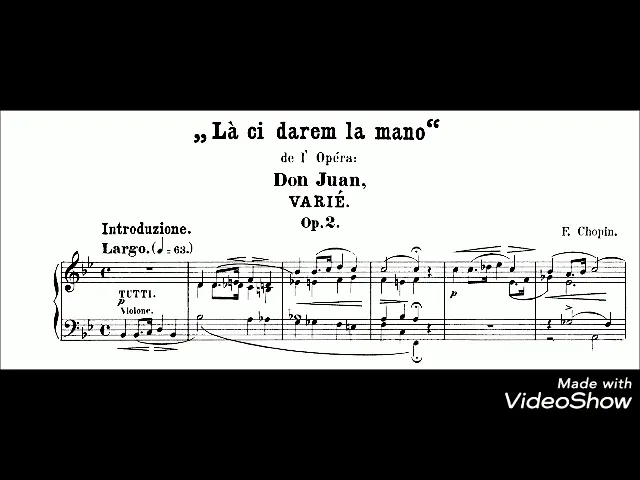 „Là ci darem la mano“
de l' Opéra:
Don Juan,
VARIÉ.
Op. 2.
Introduzione.
F. Chopin.
Largo. (♩ = 63.)
TUTTI.
p
Violone.
p
Made with
VideoShow